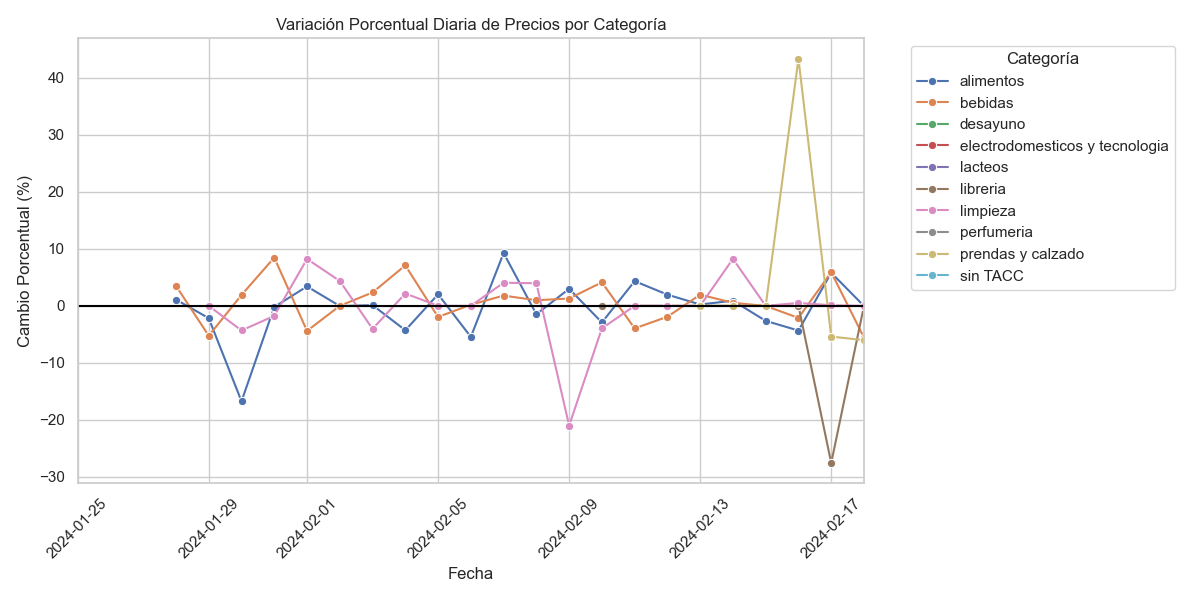 Variación Porcentual Diaria de Precios por Categoría
Cambio Porcentual (%)
40
30
20
10
0
−10
−20
−30
2024-01-25
2024-01-29
2024-02-01
2024-02-05
2024-02-09
2024-02-13
2024-02-17
Fecha
Categoría
alimentos
bebidas
desayuno
electrodomesticos y tecnologia
lacteos
libreria
limpieza
perfumeria
prendas y calzado
sin TACC